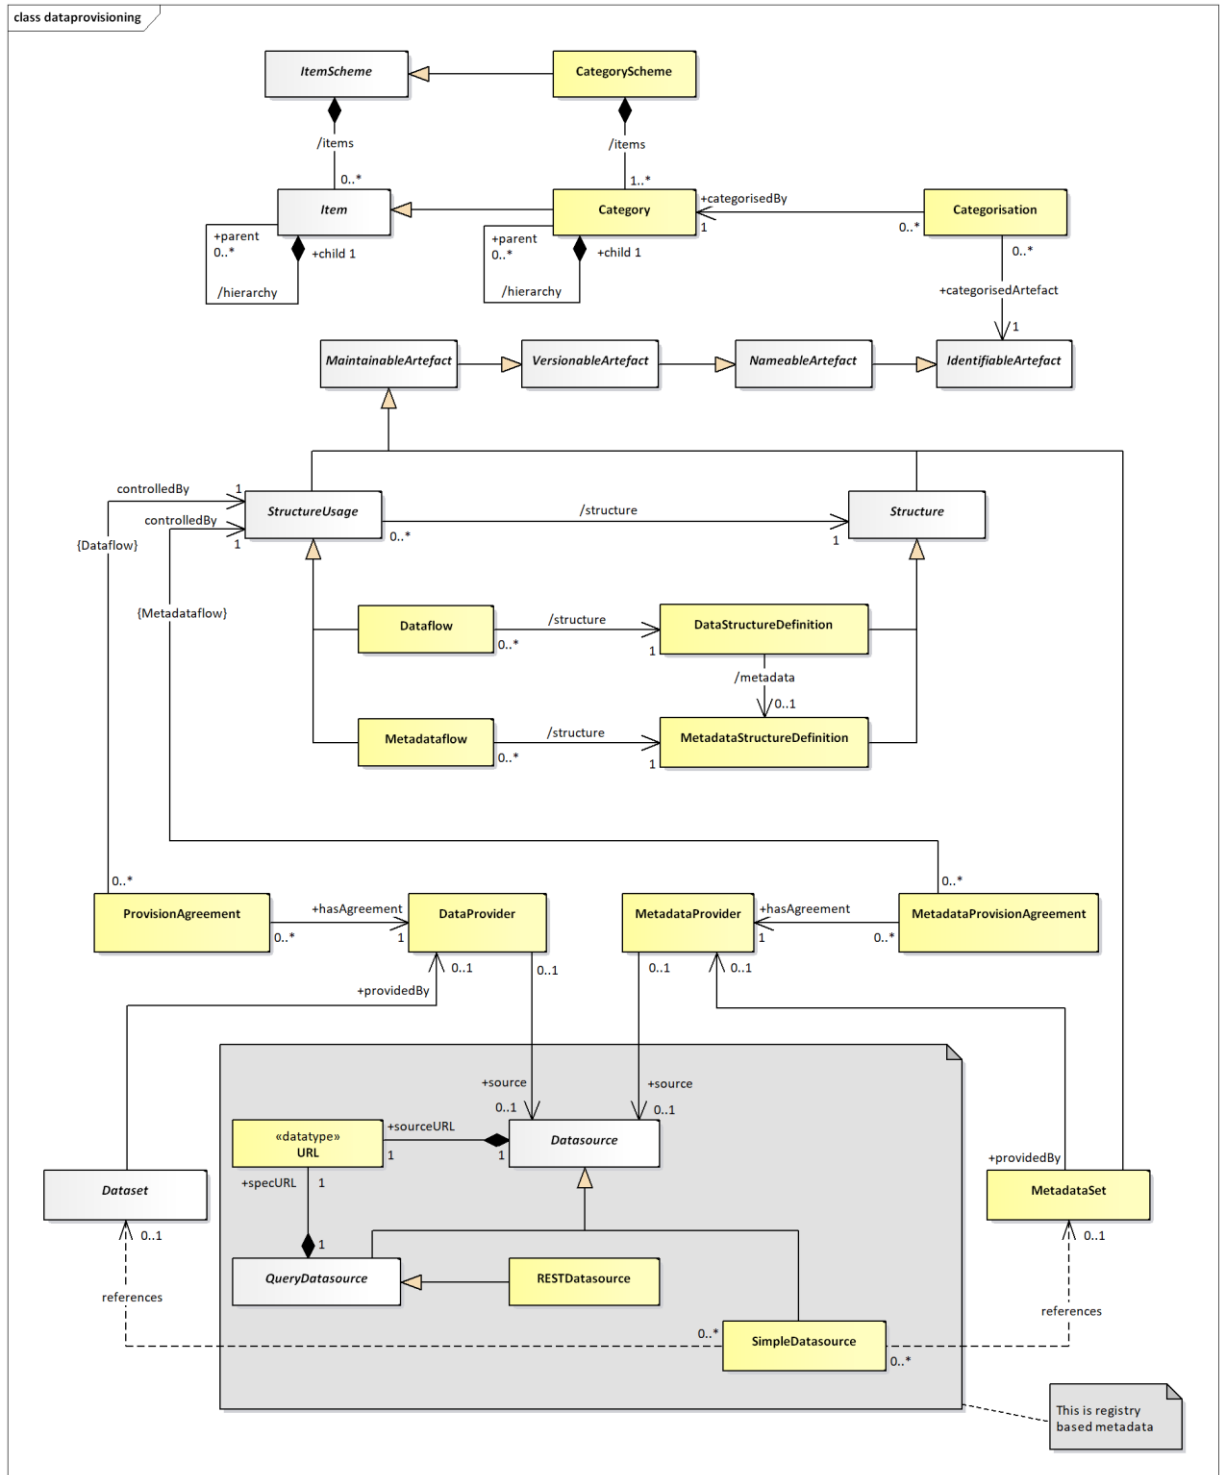 class dataprovisioning
ItemScheme
CategoryScheme
/items
/items
0..*
1..*
Item
Category
+categorisedBy
Categorisation
1
0..*
+parent
0..*
+child 1
/hierarchy
+parent
0..*
+child 1
/hierarchy
0..*
+categorisedArtefact
1
MaintainableArtefact
VersionableArtefact
NameableArtefact
IdentifiableArtefact
controlledBy
1
controlledBy
1
{Dataflow}
{Metadataflow}
StructureUsage
/structure
0..*
1
Structure
Dataflow
/structure
0..*
1
DataStructureDefinition
/metadata
0..1
Metadataflow
/structure
0..*
1
MetadataStructureDefinition
0..*
0..*
ProvisionAgreement
+hasAgreement
0..*
1
DataProvider
MetadataProvider
+hasAgreement
1
0..*
MetadataProvisionAgreement
0..1
0..1
0..1
0..1
+providedBy
+source
0..1
+source
0..1
«datatype»
URL
+sourceURL
1
1
Datasource
+specURL
1
+providedBy
Dataset
MetadataSet
0..1
0..1
1
QueryDatasource
RESTDatasource
references
references
0..*
SimpleDatasource
0..*
This is registry
based metadata